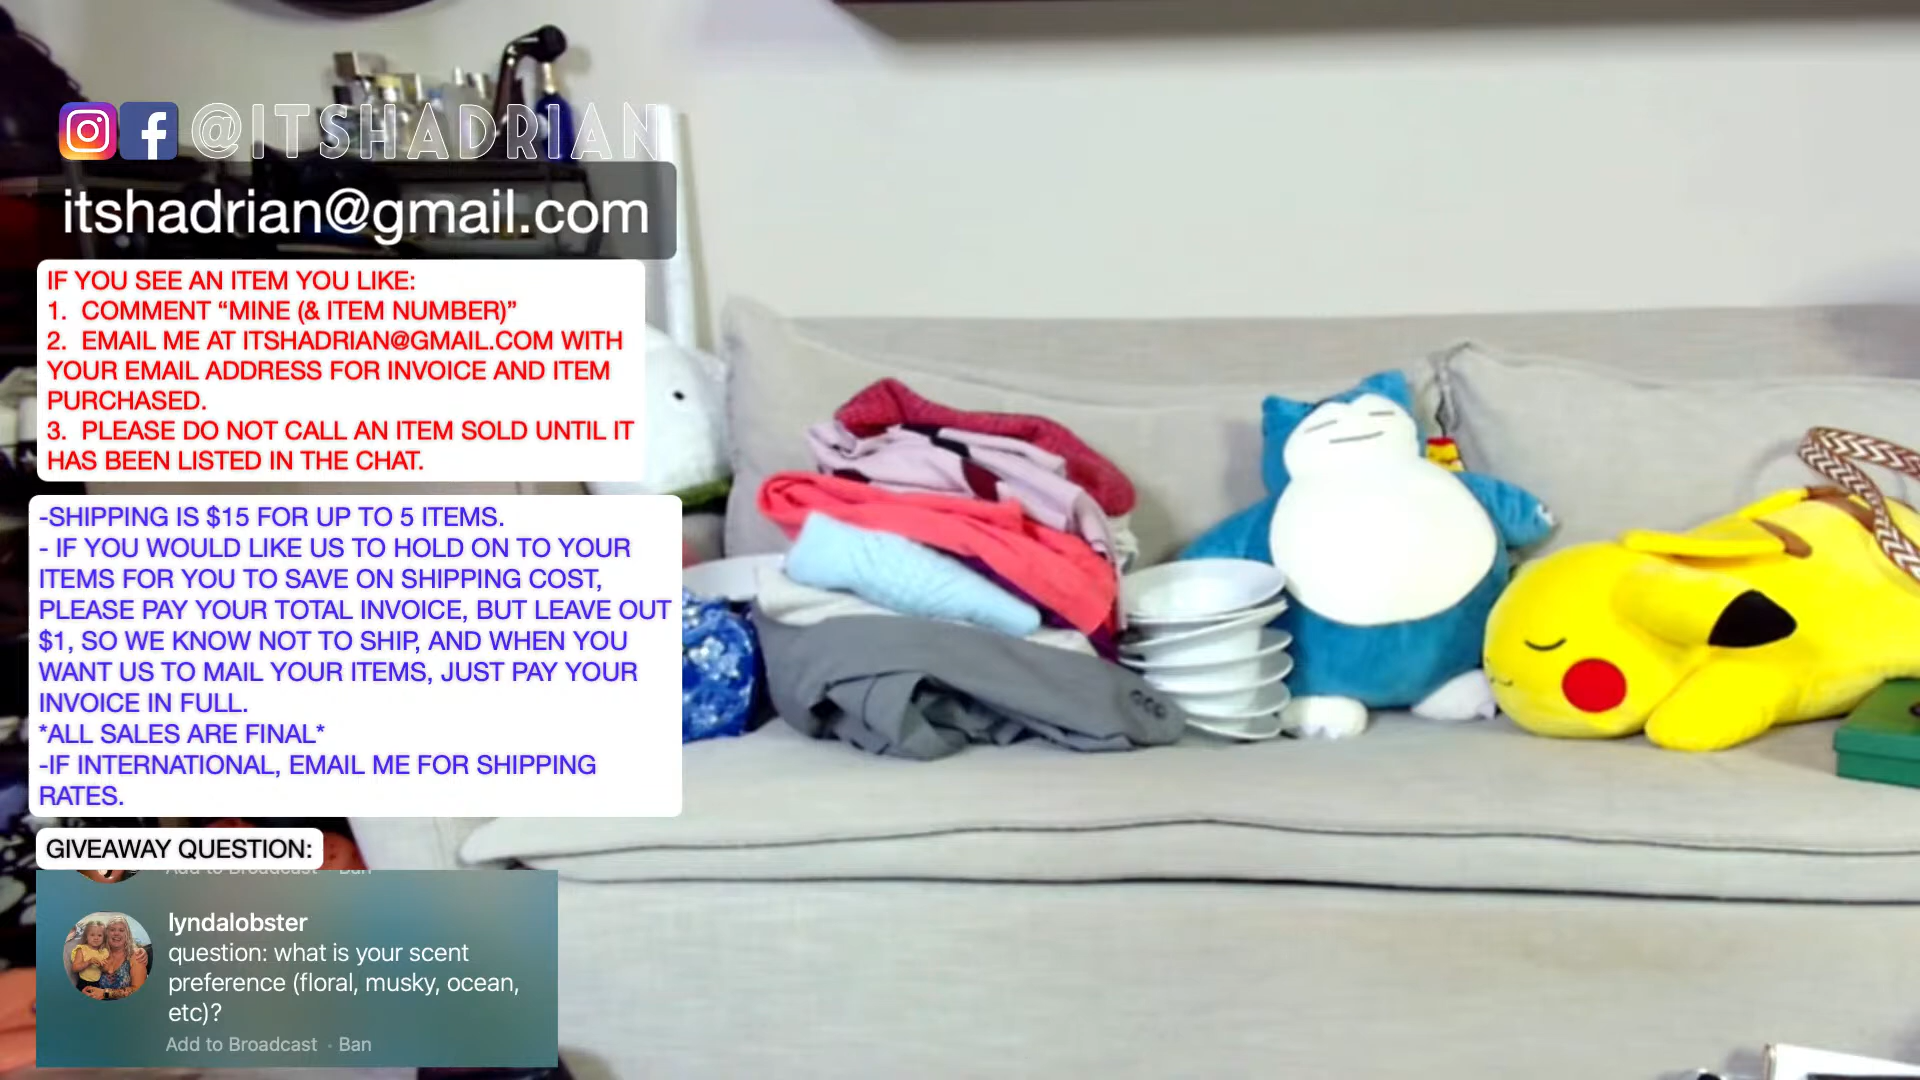 @ITSHADRIAN
itshadrian@gmail.com
IF YOU SEE AN ITEM YOU LIKE:
1. COMMENT “MINE (& ITEM NUMBER)”
2. EMAIL ME AT ITSHADRIAN@GMAIL.COM WITH
YOUR EMAIL ADDRESS FOR INVOICE AND ITEM
PURCHASED.
3. PLEASE DO NOT CALL AN ITEM SOLD UNTIL IT
HAS BEEN LISTED IN THE CHAT.
-SHIPPING IS $15 FOR UP TO 5 ITEMS.
- IF YOU WOULD LIKE US TO HOLD ON TO YOUR
ITEMS FOR YOU TO SAVE ON SHIPPING COST,
PLEASE PAY YOUR TOTAL INVOICE, BUT LEAVE OUT
$1, SO WE KNOW NOT TO SHIP, AND WHEN YOU
WANT US TO MAIL YOUR ITEMS, JUST PAY YOUR
INVOICE IN FULL.
*ALL SALES ARE FINAL*
-IF INTERNATIONAL, EMAIL ME FOR SHIPPING
RATES.
GIVEAWAY QUESTION:
Add to Broadcast · Ban
lyndalobster
question: what is your scent
preference (floral, musky, ocean,
etc)?
Add to Broadcast · Ban